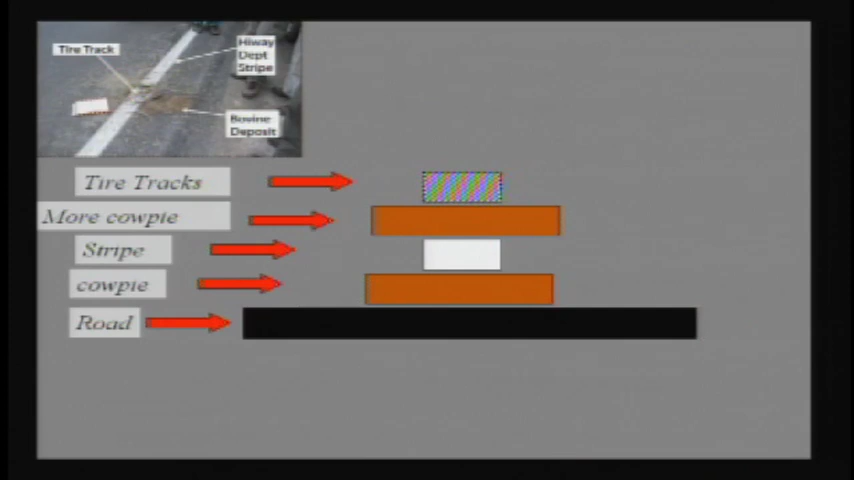 Tire Track
Hiway
Dept
Stripe
Bovine
Deposit
Tire Tracks
More cowpie
Stripe
cowpie
Road